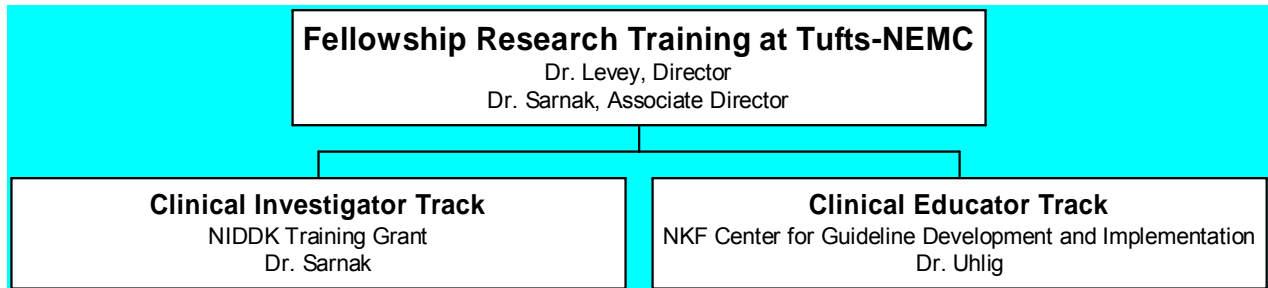 Fellowship Research Training at Tufts-NEMC
Dr. Levey, Director
Dr. Sarnak, Associate Director
Clinical Investigator Track
NIDDK Training Grant
Dr. Sarnak
Clinical Educator Track
NKF Center for Guideline Development and Implementation
Dr. Uhlig